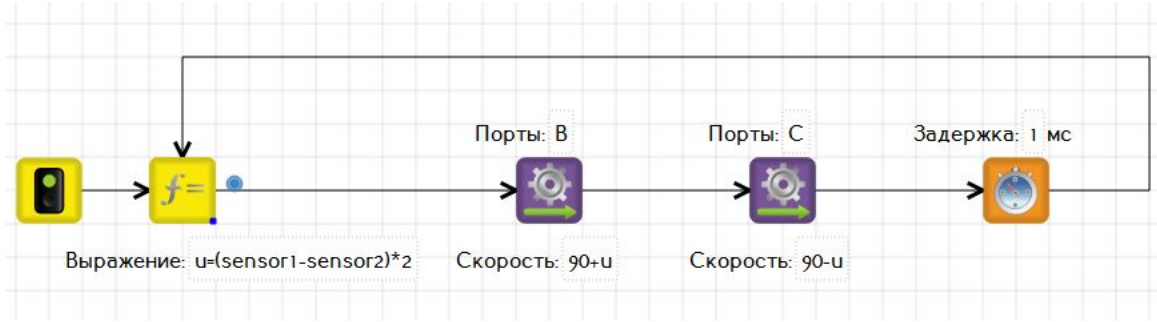 Порты: B
Порты: C
Задержка: 1 мс
ƒ=
Выражение: u=(sensor1-sensor2)*2
Скорость: 90+u
Скорость: 90-u